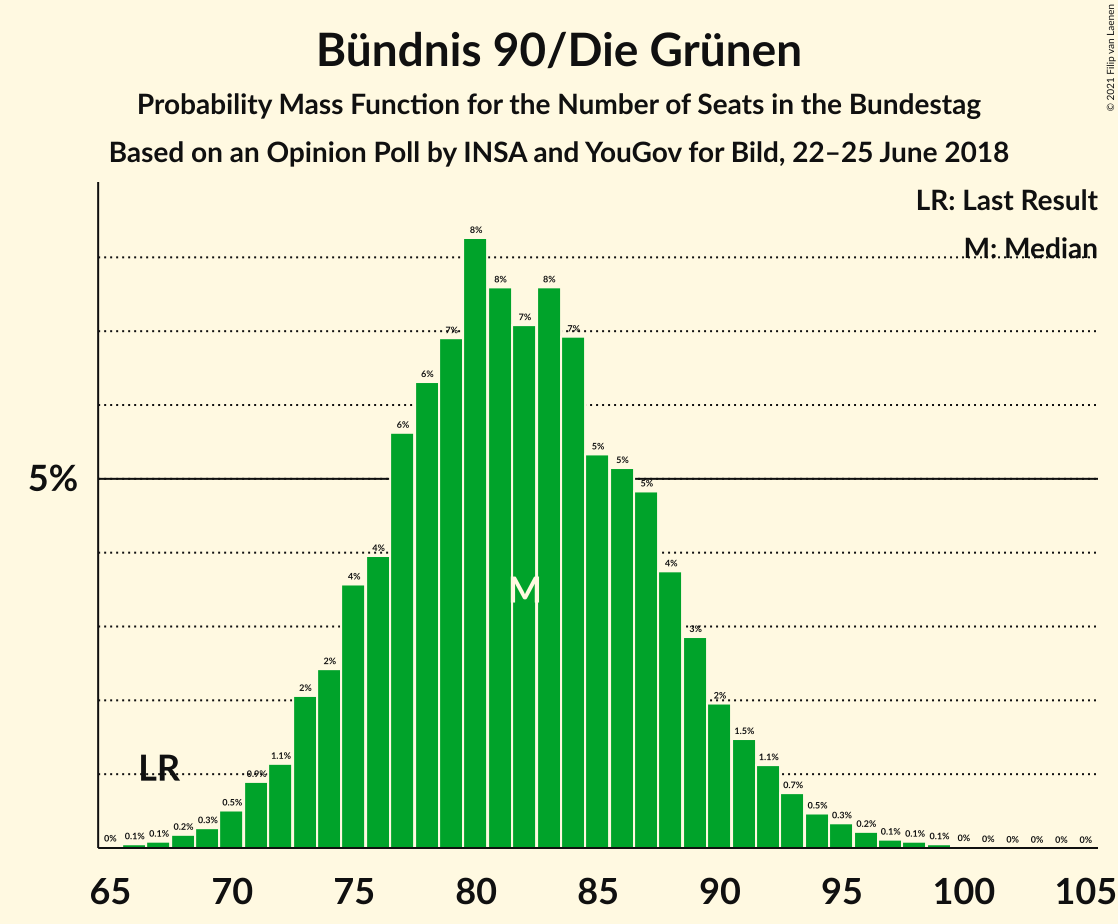 Bündnis 90/Die Grünen
Probability Mass Function for the Number of Seats in the Bundestag
Based on an Opinion Poll by INSA and YouGov for Bild, 22–25 June 2018
© 2021 Filip van Laenen
LR: Last Result
M: Median
5%
LR
M
0% 0.1% 0.1% 0.2% 0.3% 0.5% 0.9% 1.1% 2% 2% 4% 4% 6% 6% 7% 8% 8% 7% 8% 7% 5% 5% 5% 4% 3% 2% 1.5% 1.1% 0.7% 0.5% 0.3% 0.2% 0.1% 0.1% 0.1% 0% 0% 0% 0% 0% 0%
65 70 75 80 85 90 95 100 105